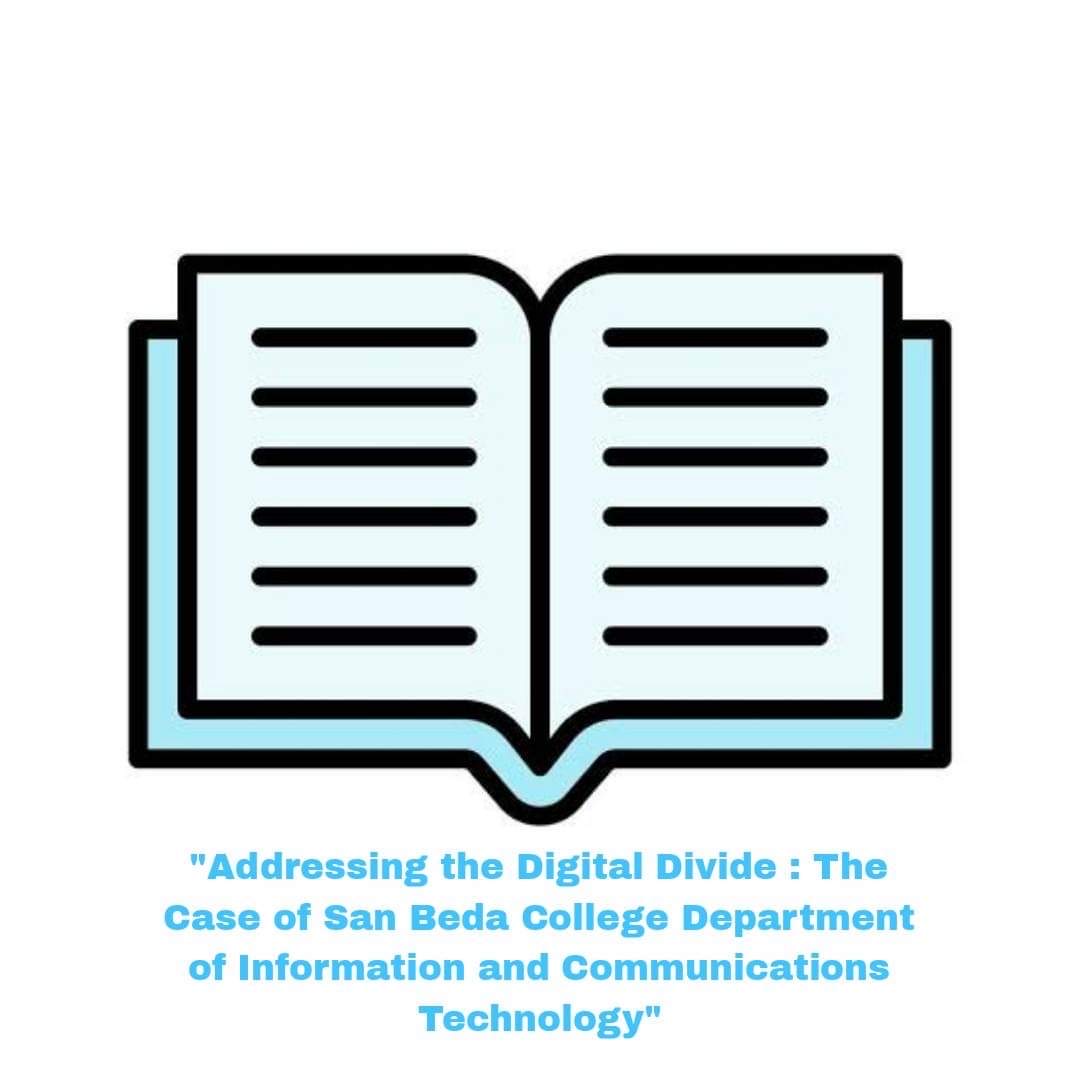 "Addressing the Digital Divide : The
Case of San Beda College Department
of Information and Communications
Technology"